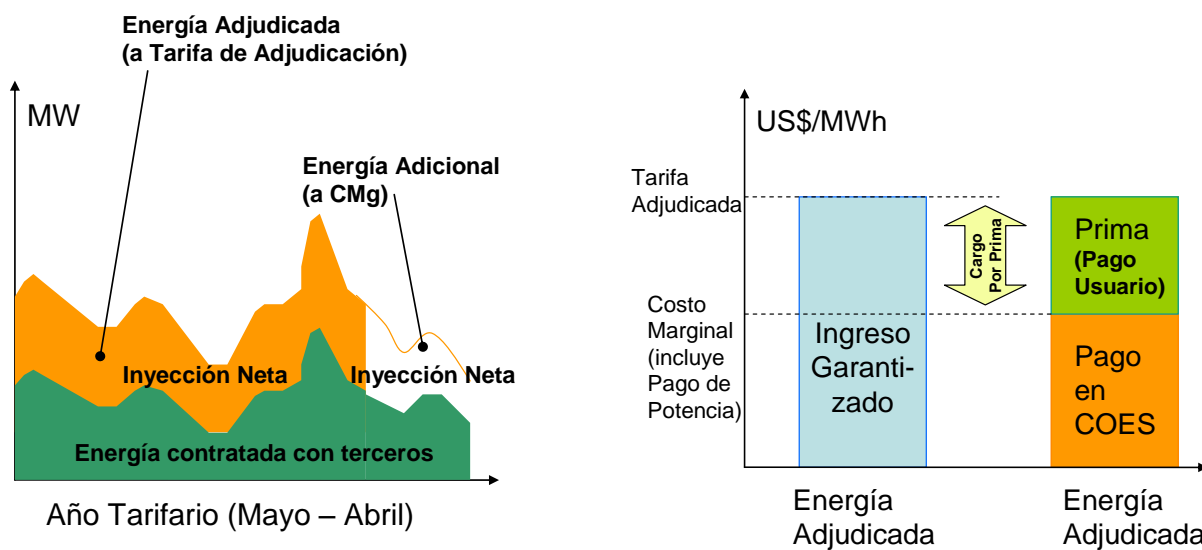 Energía Adjudicada
(a Tarifa de Adjudicación)
MW
Energía Adicional
(a CMg)
Inyección Neta
Inyección Neta
Energía contratada con terceros
Año Tarifario (Mayo – Abril)
US$/MWh
Tarifa
Adjudicada
Costo
Marginal
(incluye
Pago de
Potencia)
Ingreso
Garanti-
zado
Cargo
Por Prima
Prima
(Pago
Usuario)
Pago
en
COES
Energía
Adjudicada
Energía
Adjudicada